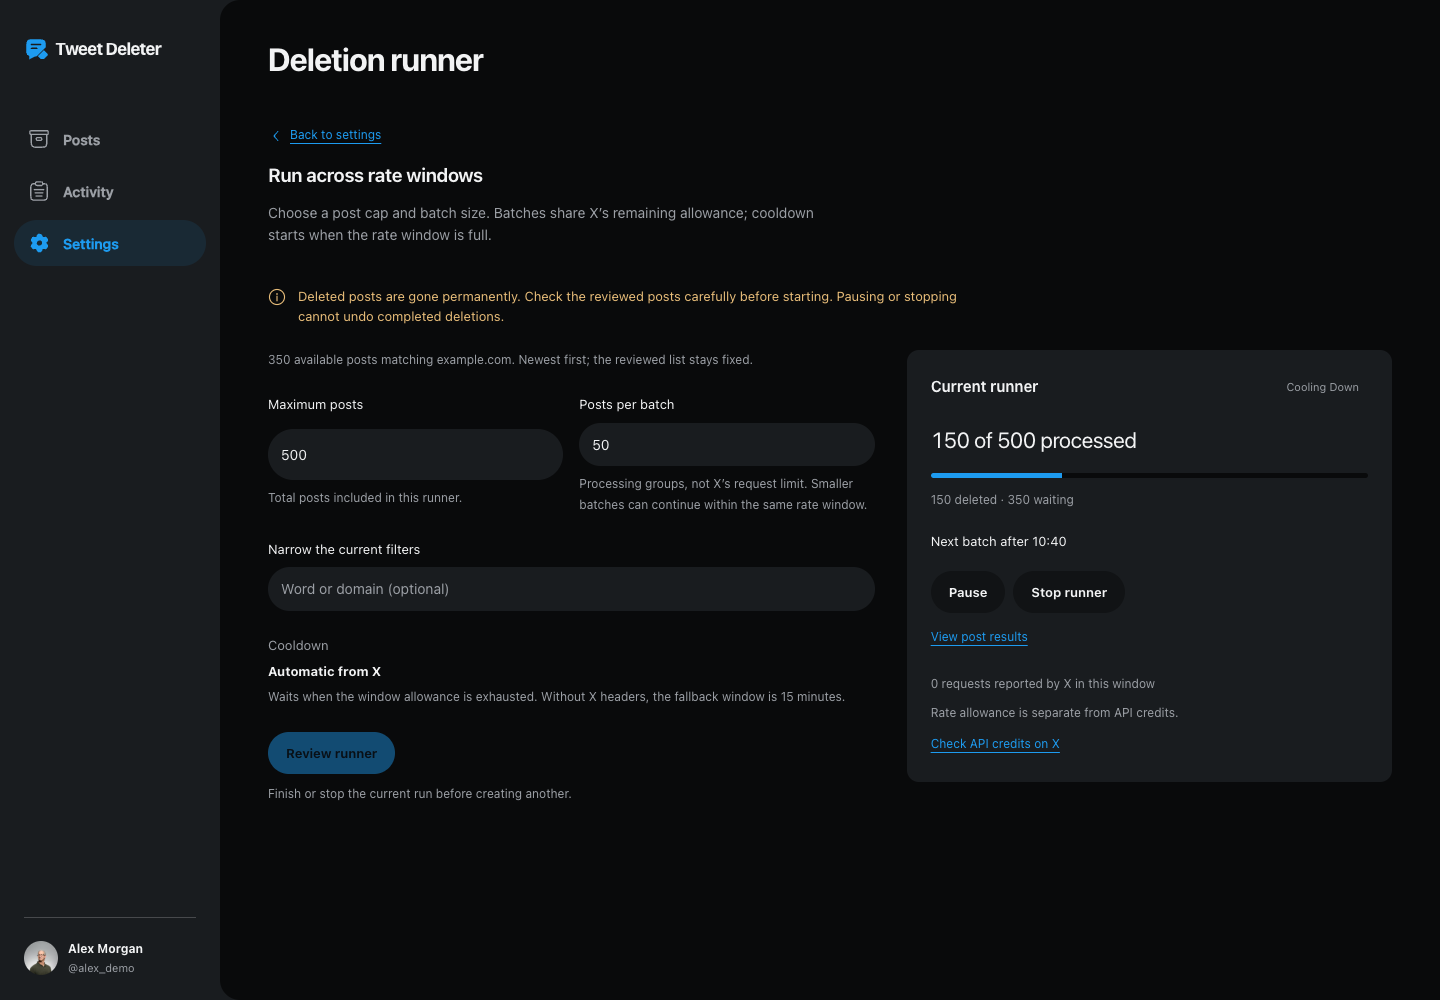 Tweet Deleter
Posts
Activity
Settings
Alex Morgan
@alex_demo
Deletion runner
Back to settings
Run across rate windows
Choose a post cap and batch size. Batches share X’s remaining allowance; cooldown
starts when the rate window is full.
Deleted posts are gone permanently. Check the reviewed posts carefully before starting. Pausing or stopping
cannot undo completed deletions.
350 available posts matching example.com. Newest first; the reviewed list stays fixed.
Maximum posts
500
Total posts included in this runner.
Posts per batch
50
Processing groups, not X’s request limit. Smaller
batches can continue within the same rate window.
Narrow the current filters
Word or domain (optional)
Cooldown
Automatic from X
Waits when the window allowance is exhausted. Without X headers, the fallback window is 15 minutes.
Review runner
Finish or stop the current run before creating another.
Current runner
Cooling Down
150 of 500 processed
150 deleted · 350 waiting
Next batch after 10:40
Pause
Stop runner
View post results
0 requests reported by X in this window
Rate allowance is separate from API credits.
Check API credits on X